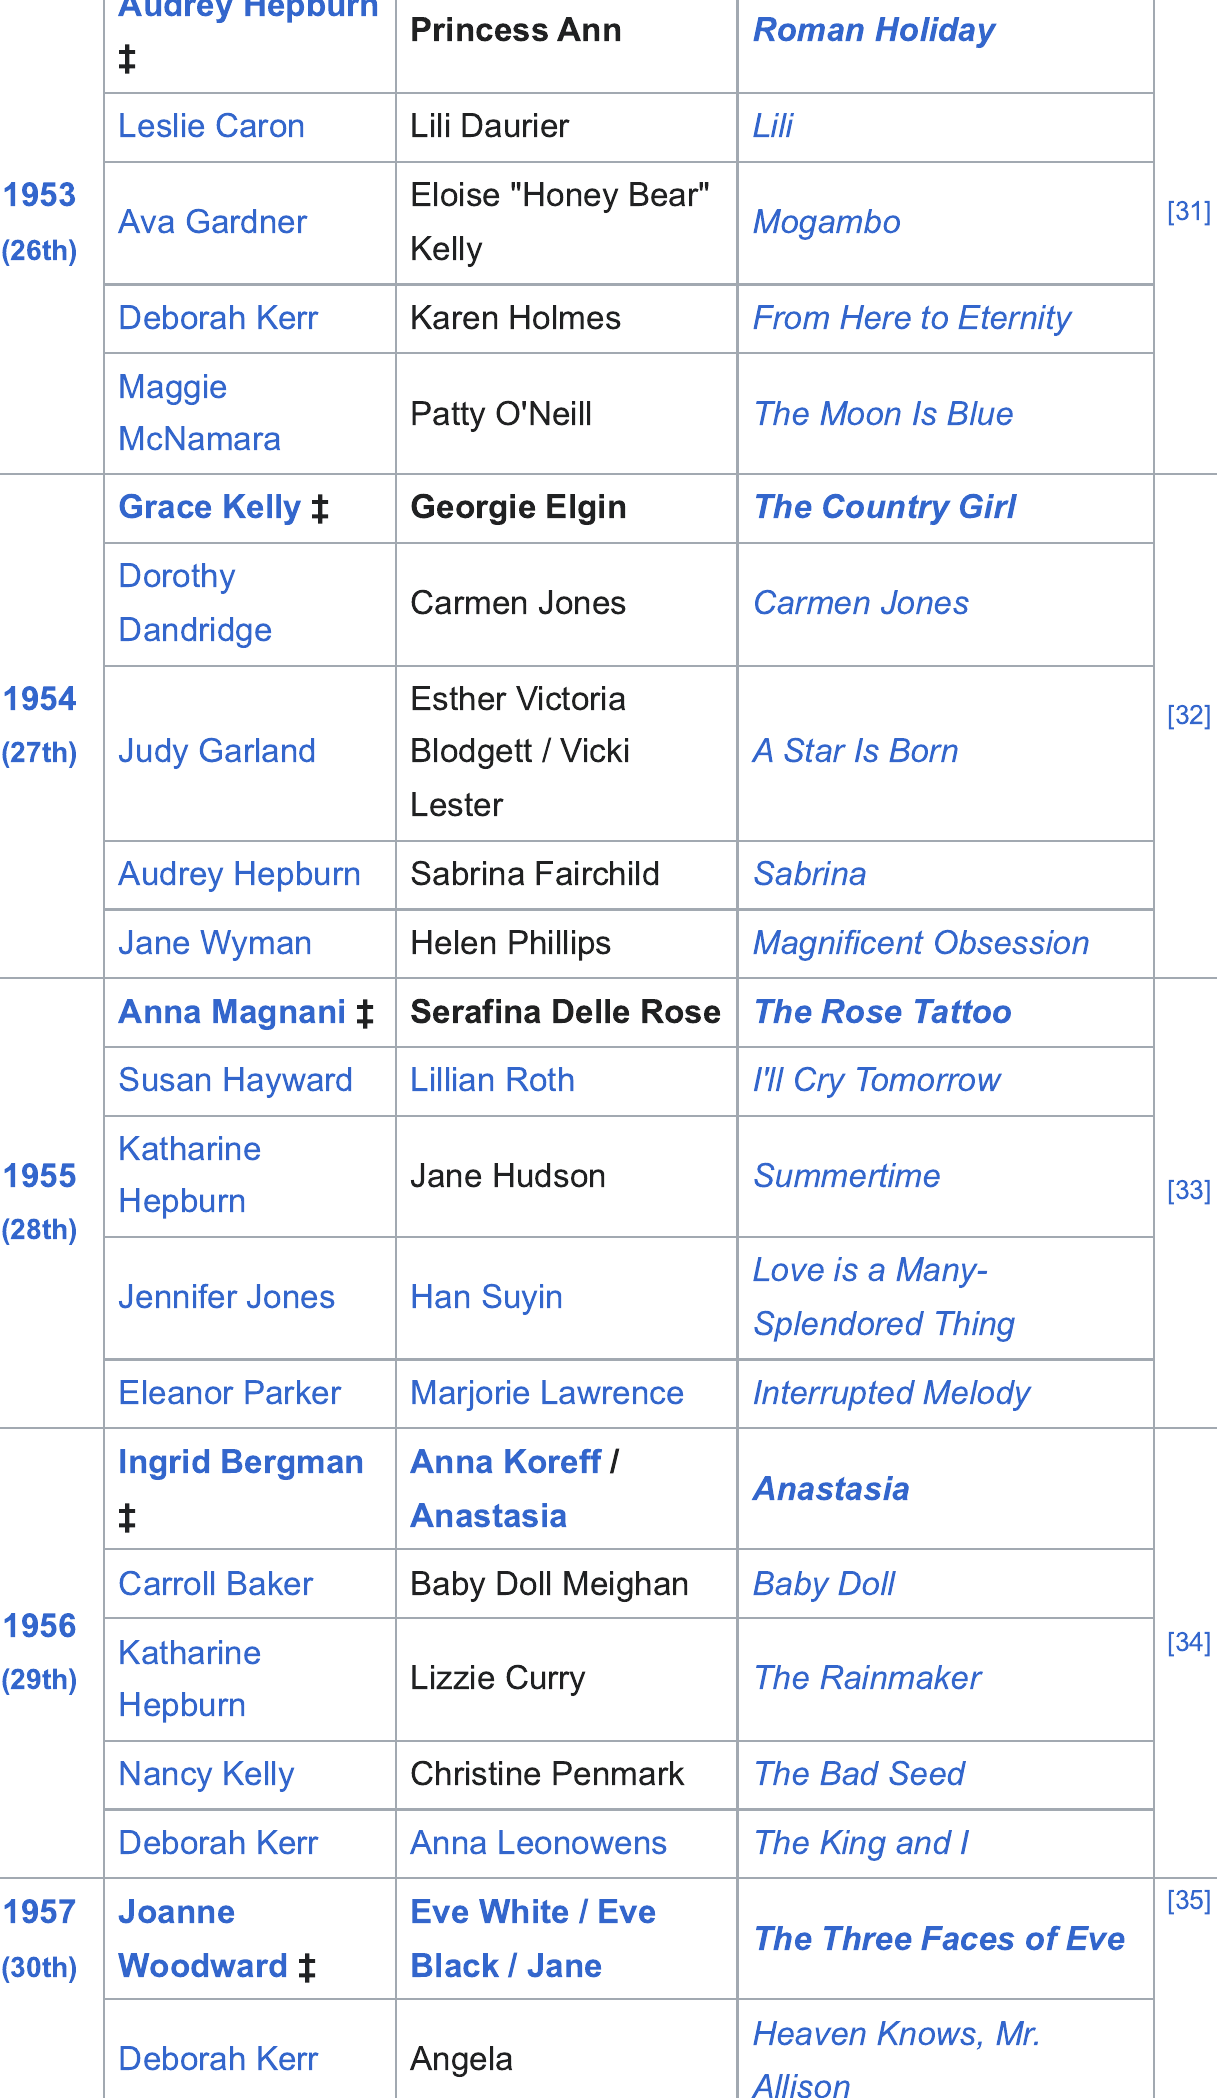 Audrey Hepburn
‡
Princess Ann
Roman Holiday
Leslie Caron
Lili Daurier
Lili
1953
(26th)
Ava Gardner
Eloise "Honey Bear"
Kelly
Mogambo
[31]
Deborah Kerr
Karen Holmes
From Here to Eternity
Maggie
McNamara
Patty O'Neill
The Moon Is Blue
Grace Kelly ‡
Georgie Elgin
The Country Girl
Dorothy
Dandridge
Carmen Jones
Carmen Jones
1954
(27th)
Judy Garland
Esther Victoria
Blodgett / Vicki
Lester
A Star Is Born
[32]
Audrey Hepburn
Sabrina Fairchild
Sabrina
Jane Wyman
Helen Phillips
Magnificent Obsession
Anna Magnani ‡
Serafina Delle Rose
The Rose Tattoo
Susan Hayward
Lillian Roth
I'll Cry Tomorrow
1955
(28th)
Katharine
Hepburn
Jane Hudson
Summertime
[33]
Jennifer Jones
Han Suyin
Love is a Many-
Splendored Thing
Eleanor Parker
Marjorie Lawrence
Interrupted Melody
Ingrid Bergman
‡
Anna Koreff /
Anastasia
Anastasia
Carroll Baker
Baby Doll Meighan
Baby Doll
1956
(29th)
Katharine
Hepburn
Lizzie Curry
The Rainmaker
[34]
Nancy Kelly
Christine Penmark
The Bad Seed
Deborah Kerr
Anna Leonowens
The King and I
1957
(30th)
Joanne
Woodward ‡
Eve White / Eve
Black / Jane
The Three Faces of Eve
[35]
Deborah Kerr
Angela
Heaven Knows, Mr.
Allison